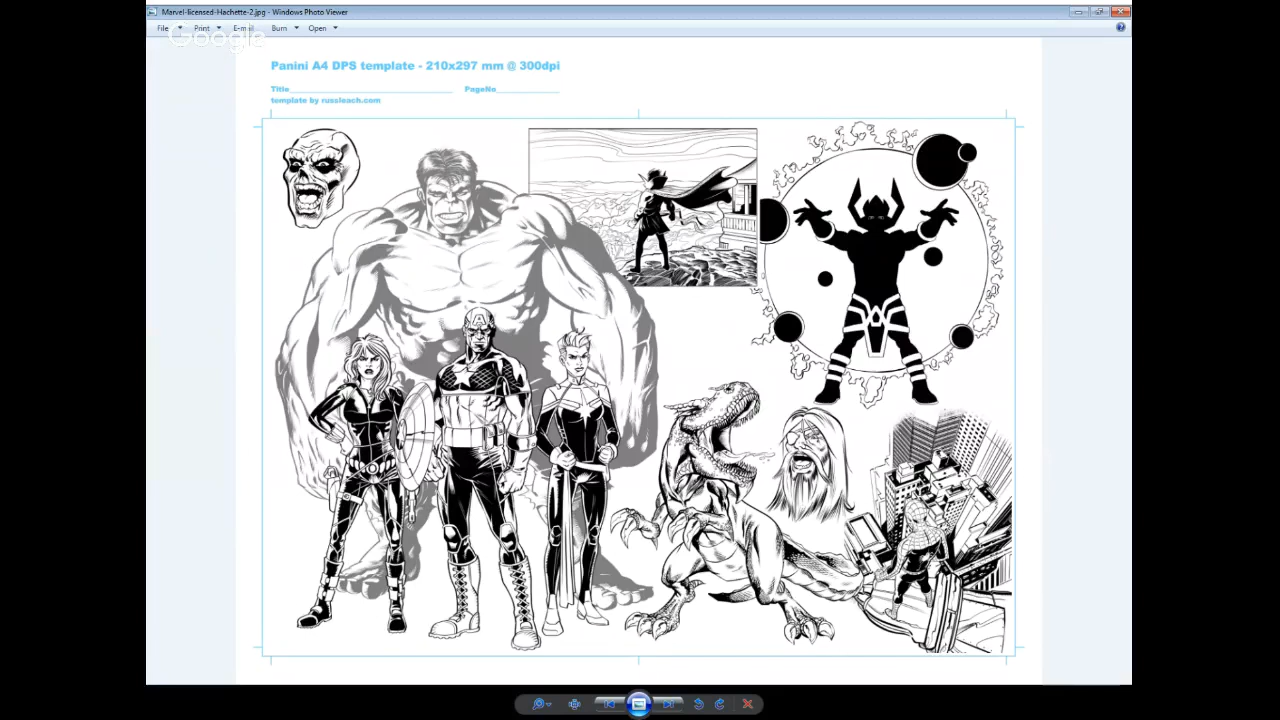 Marvel-licensed-Hachette-2.jpg - Windows Photo Viewer
File Print E-mail Burn Open
Google
Panini A4 DPS template - 210x297 mm @ 300dpi
Title PageNo
template by russleach.com
A